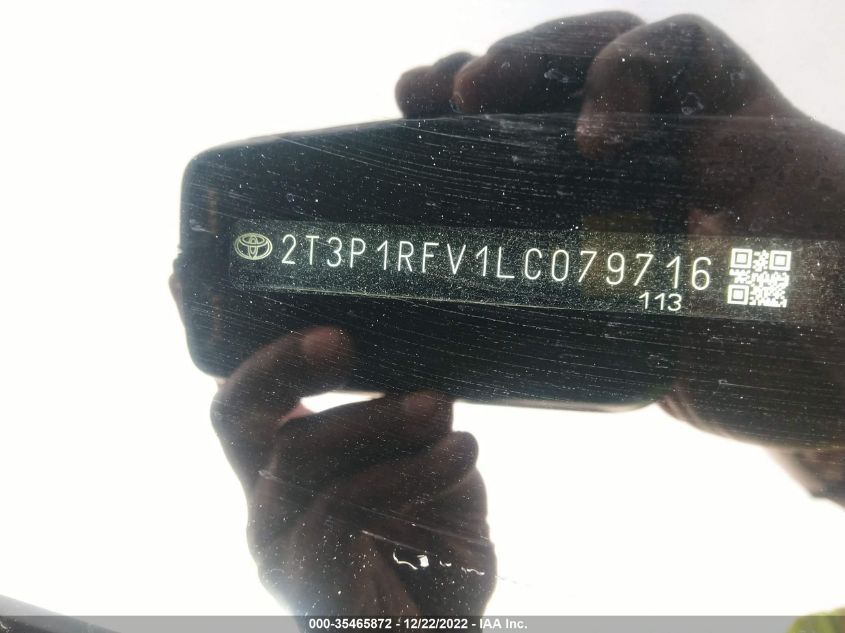 2T3P1RFV1LC079716
113
000-35465872 / 12/22/2022 - IAA Inc.